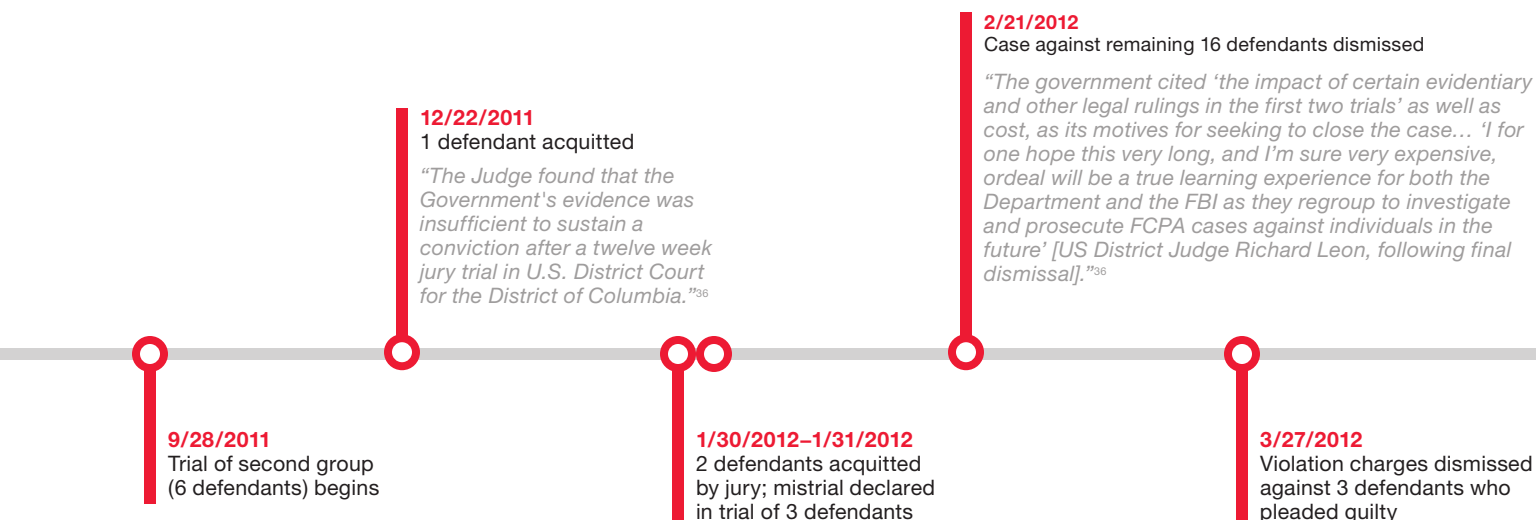 2/21/2012
Case against remaining 16 defendants dismissed
“The government cited ‘the impact of certain evidentiary
and other legal rulings in the first two trials’ as well as
cost, as its motives for seeking to close the case… ‘I for
one hope this very long, and I’m sure very expensive,
ordeal will be a true learning experience for both the
Department and the FBI as they regroup to investigate
and prosecute FCPA cases against individuals in the
future’ [US District Judge Richard Leon, following final
dismissal].”36
12/22/2011
1 defendant acquitted
“The Judge found that the
Government's evidence was
insufficient to sustain a
conviction after a twelve week
jury trial in U.S. District Court
for the District of Columbia.”36
9/28/2011
Trial of second group
(6 defendants) begins
1/30/2012–1/31/2012
2 defendants acquitted
by jury; mistrial declared
in trial of 3 defendants
3/27/2012
Violation charges dismissed
against 3 defendants who
pleaded guilty